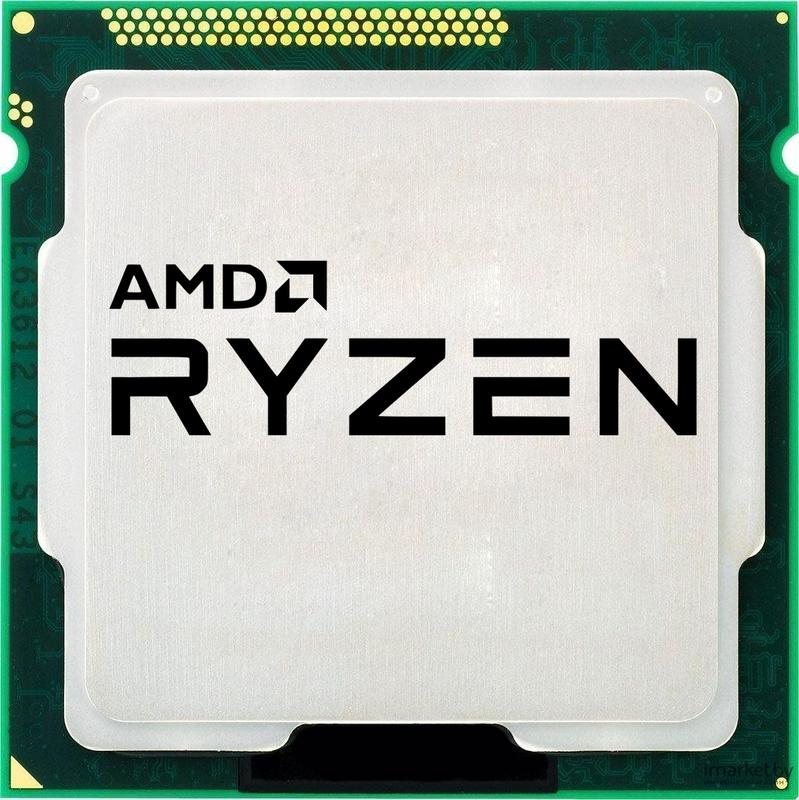 AMD
RYZEN
E63612 01 S43
imarket.by